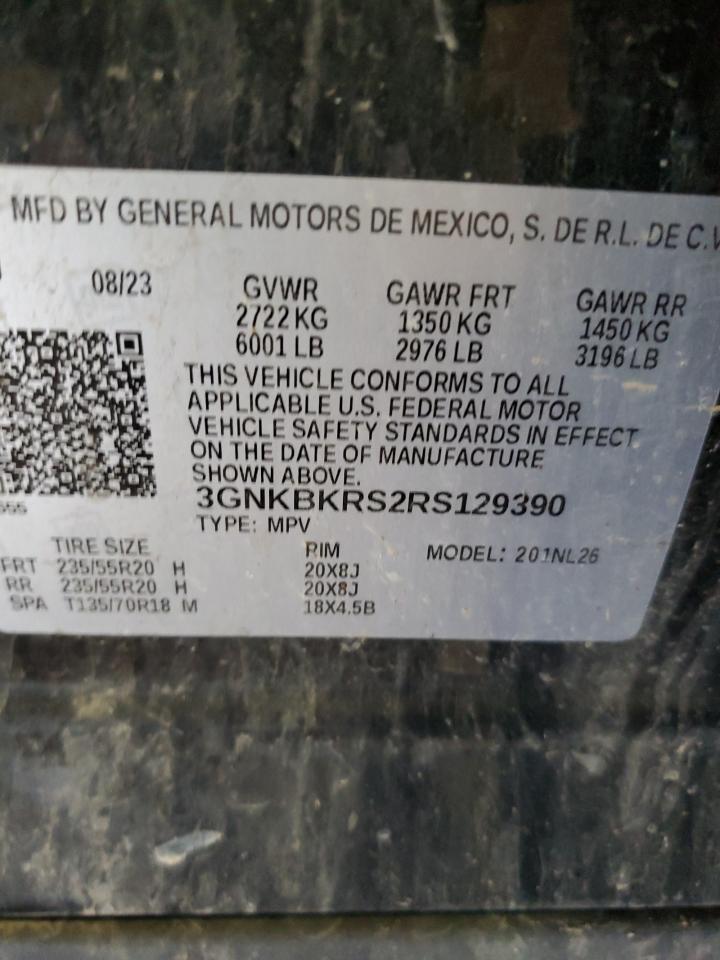 MFD BY GENERAL MOTORS DE MEXICO, S. DE R.L. DE C.V
08/23 GVWR GAWR FRT GAWR RR
2722 KG 1350 KG 1450 KG
6001 LB 2976 LB 3196 LB
THIS VEHICLE CONFORMS TO ALL
APPLICABLE U.S. FEDERAL MOTOR
VEHICLE SAFETY STANDARDS IN EFFECT
ON THE DATE OF MANUFACTURE
SHOWN ABOVE.
3GNKBKRS2RS129390
TYPE: MPV
TIRE SIZE RIM MODEL: 201NL26
FRT 235/55R20 H 20X8J
RR 235/55R20 H 20X8J
SPA T135/70R18 M 18X4.5B